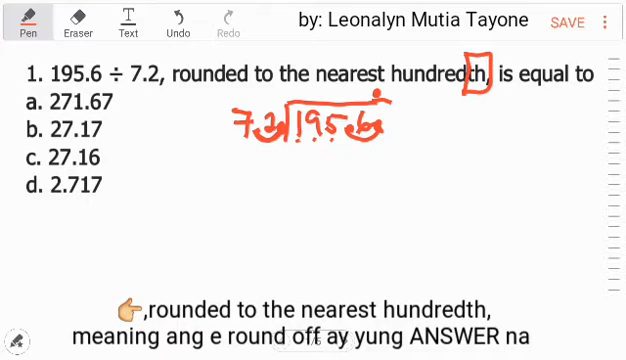 by: Leonalyn Mutia Tayone
Pen Eraser Text Undo Redo SAVE
1. 195.6 ÷ 7.2, rounded to the nearest hundredth, is equal to
a. 271.67
7.2 195.6
b. 27.17
c. 27.16
d. 2.717
👉,rounded to the nearest hundredth,
meaning ang e round off ay yung ANSWER na